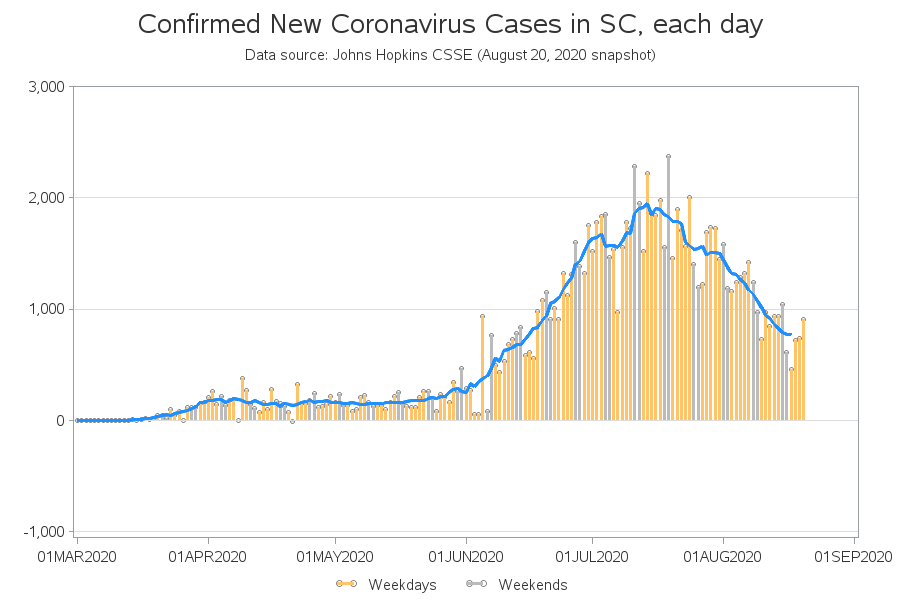 Confirmed New Coronavirus Cases in SC, each day
Data source: Johns Hopkins CSSE (August 20, 2020 snapshot)
3,000
2,000
1,000
0
-1,000
01MAR2020 01APR2020 01MAY2020 01JUN2020 01JUL2020 01AUG2020 01SEP2020
Weekdays Weekends